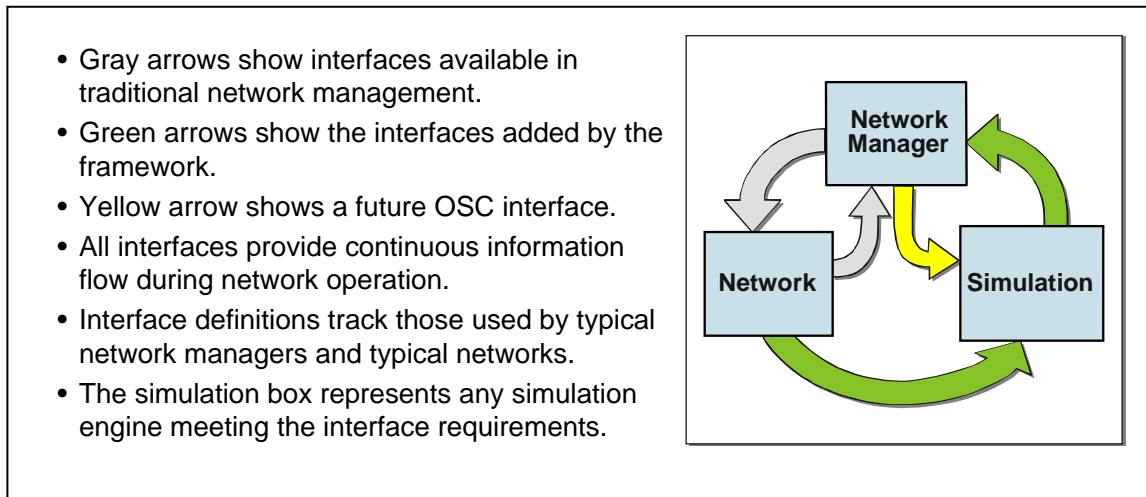 • Gray arrows show interfaces available in
traditional network management.
• Green arrows show the interfaces added by the
framework.
• Yellow arrow shows a future OSC interface.
• All interfaces provide continuous information
flow during network operation.
• Interface definitions track those used by typical
network managers and typical networks.
• The simulation box represents any simulation
engine meeting the interface requirements.
Network
Manager
Network
Simulation